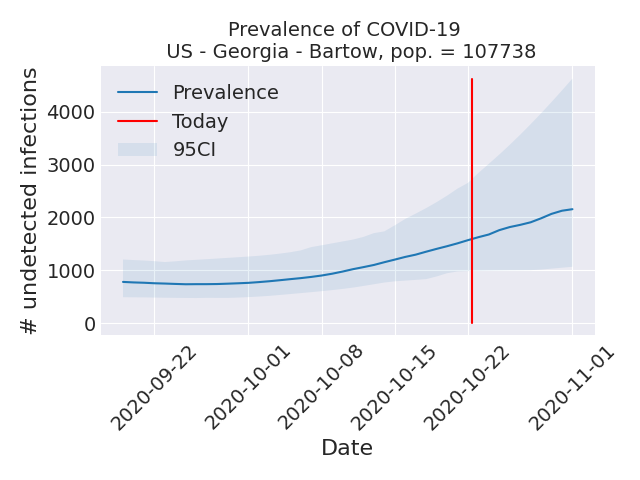 Prevalence of COVID-19
US - Georgia - Bartow, pop. = 107738
Prevalence
Today
95CI
# undetected infections
4000
3000
2000
1000
0
2020-09-22
2020-10-01
2020-10-08
2020-10-15
2020-10-22
2020-11-01
Date